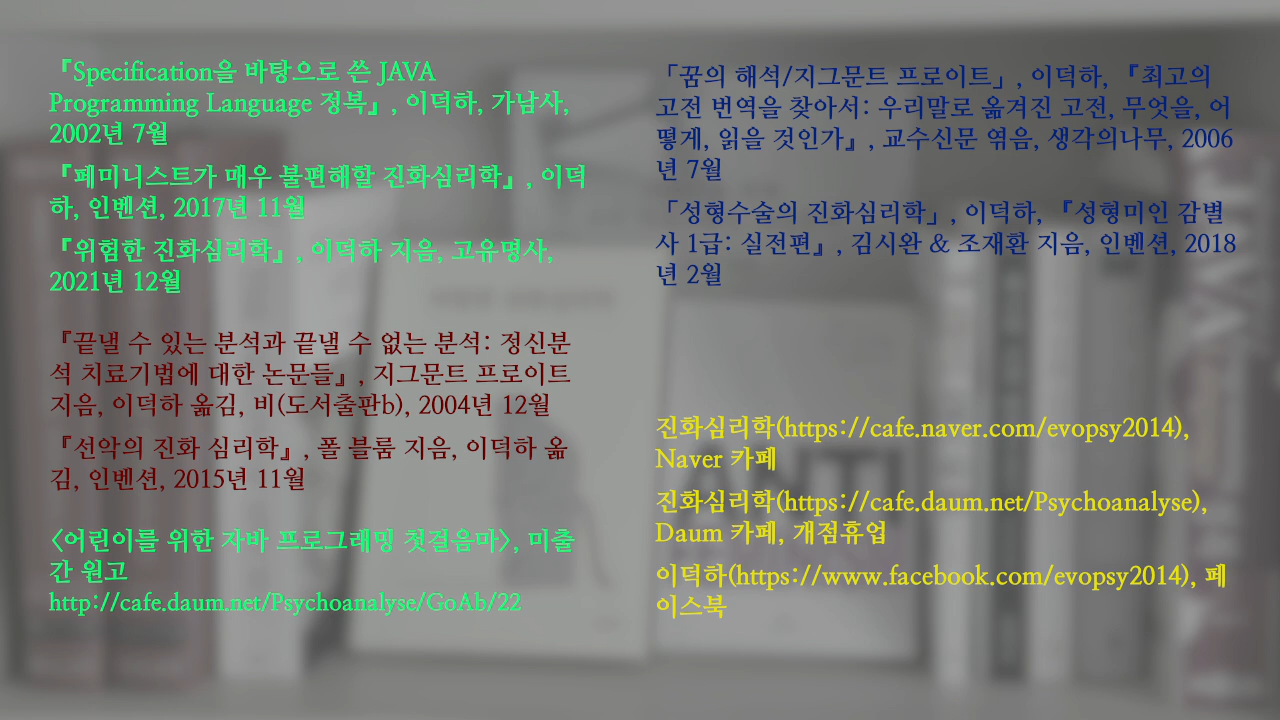 『Specification을 바탕으로 쓴 JAVA
Programming Language 정복』, 이덕하, 가남사,
2002년 7월
『페미니스트가 매우 불편해할 진화심리학』, 이덕
하, 인벤션, 2017년 11월
『위험한 진화심리학』, 이덕하 지음, 고유명사,
2021년 12월
『끝낼 수 있는 분석과 끝낼 수 없는 분석: 정신분
석 치료기법에 대한 논문들』, 지그문트 프로이트
지음, 이덕하 옮김, 비(도서출판b), 2004년 12월
『선악의 진화 심리학』, 폴 블룸 지음, 이덕하 옮
김, 인벤션, 2015년 11월
〈어린이를 위한 자바 프로그래밍 첫걸음마〉, 미출
간 원고
http://cafe.daum.net/Psychoanalyse/GoAb/22
「꿈의 해석/지그문트 프로이트」, 이덕하, 『최고의
고전 번역을 찾아서: 우리말로 옮겨진 고전, 무엇을, 어
떻게, 읽을 것인가』, 교수신문 엮음, 생각의나무, 2006
년 7월
「성형수술의 진화심리학」, 이덕하, 『성형미인 감별
사 1급: 실전편』, 김시완 & 조재환 지음, 인벤션, 2018
년 2월
진화심리학(https://cafe.naver.com/evopsy2014),
Naver 카페
진화심리학(https://cafe.daum.net/Psychoanalyse),
Daum 카페, 개점휴업
이덕하(https://www.facebook.com/evopsy2014), 페
이스북